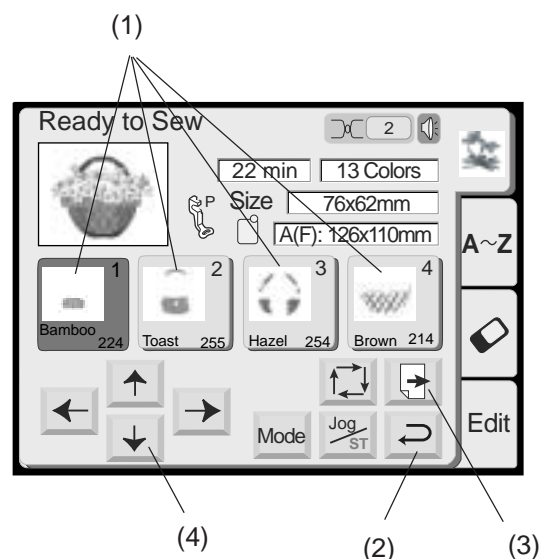 (1)
Ready to Sew
2
22 min 13 Colors
P Size 76x62mm
A(F): 126x110mm
A~Z
1 2 3 4
Bamboo Toast Hazel Brown
224 255 254 214
Mode Jog ST Edit
(4) (2) (3)